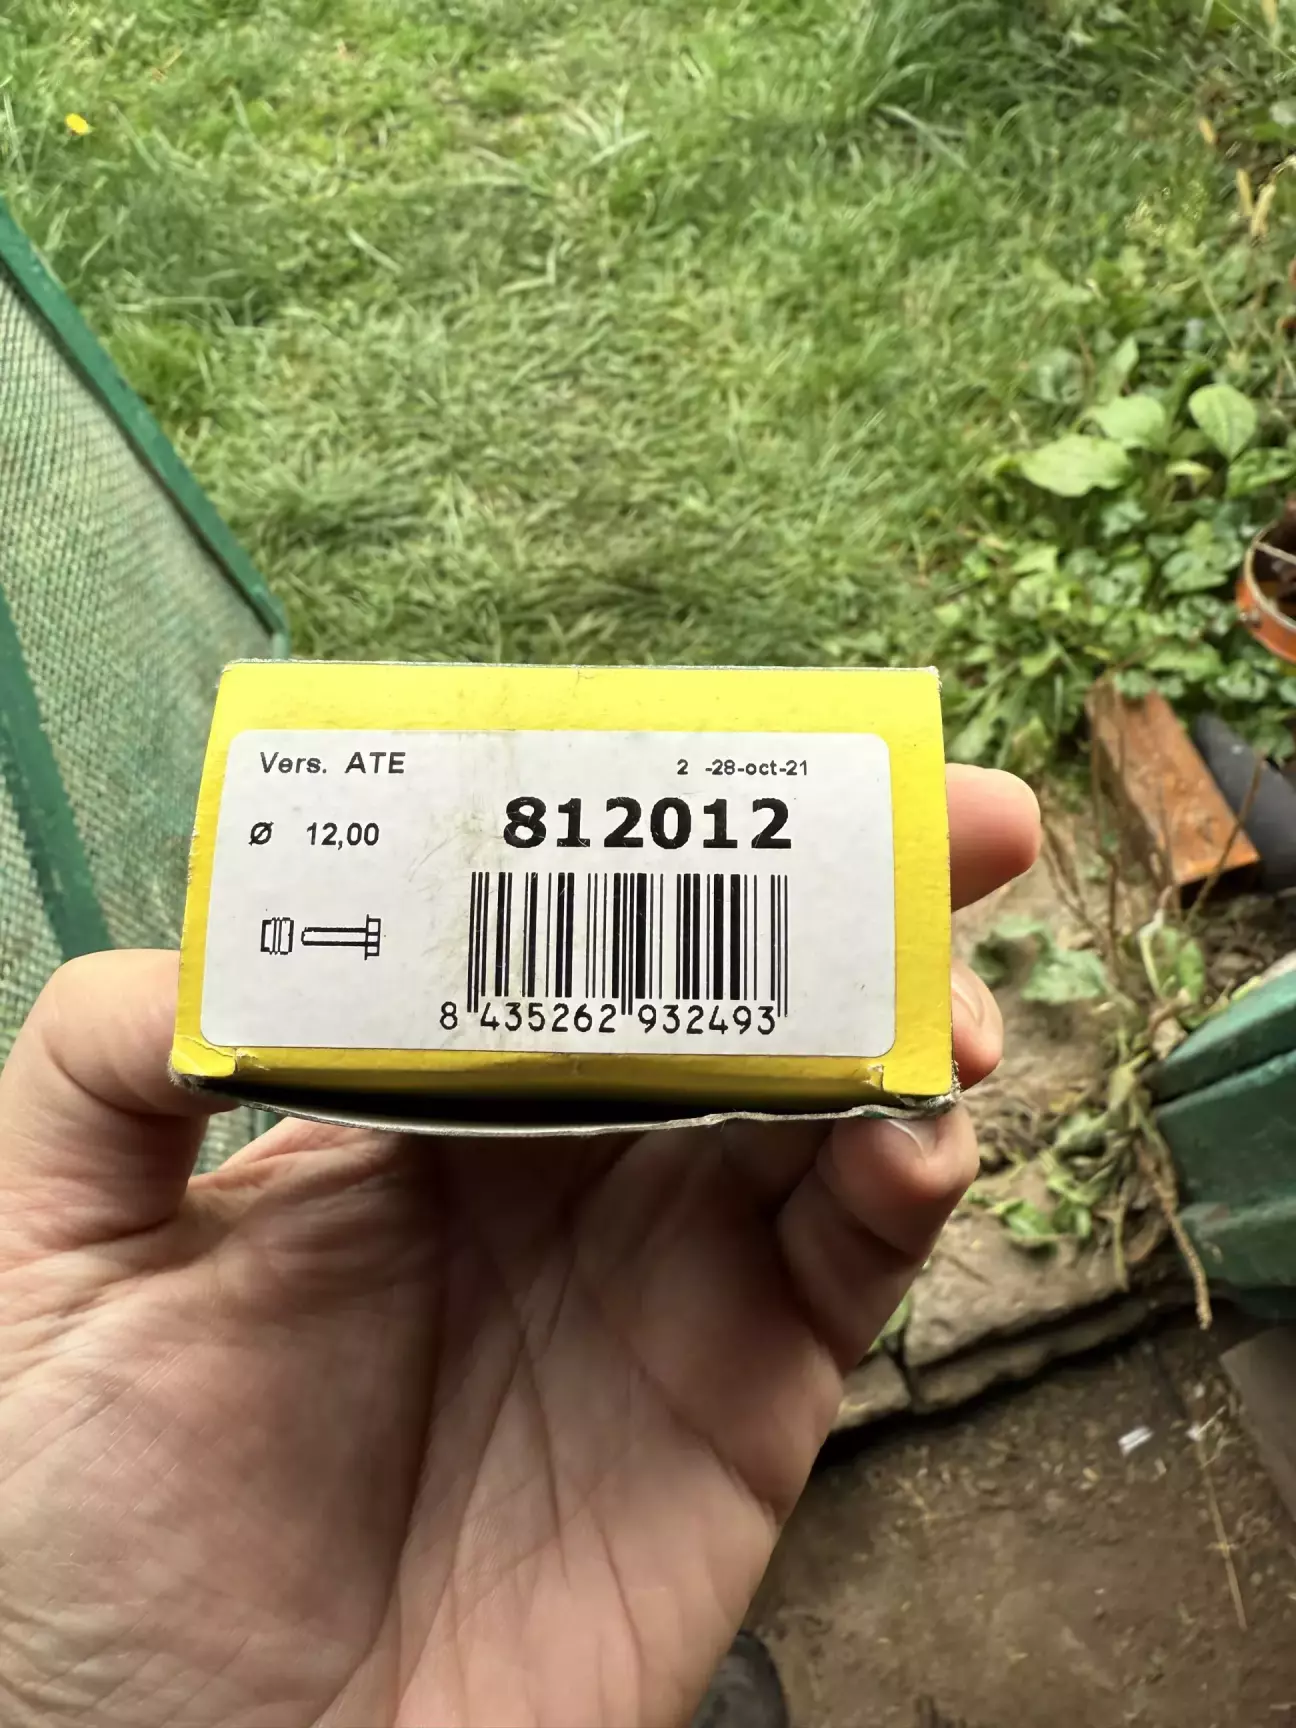 Vers. ATE
2 -28-oct-21
812012
Ø 12,00
8 435262 932493